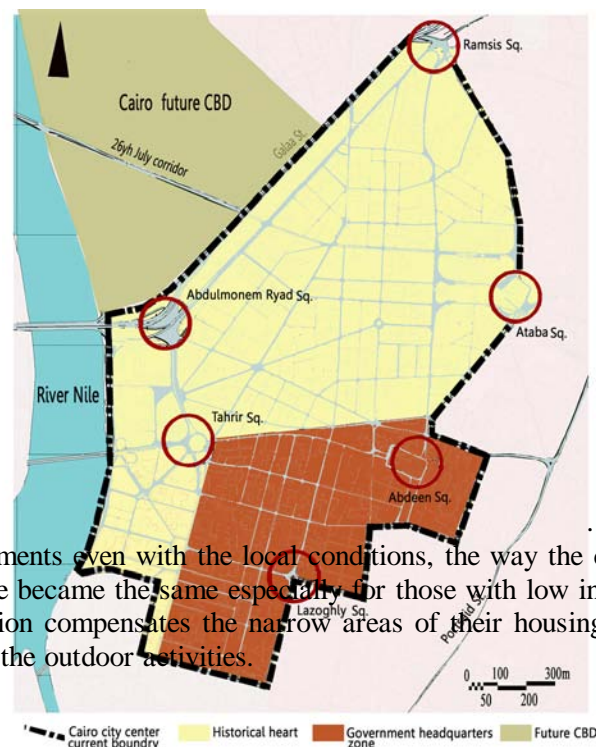 Ramsis Sq.
Cairo future CBD
Galaa St.
26yh July corridor
Abdulmonem Ryad Sq.
Ataba Sq.
River Nile
Tahrir Sq.
Abdeen Sq.
.
ments even with the local conditions, the way the
e became the same especially for those with low in
Lazoghly Sq.
ion compensates the narrow areas of their housing
the outdoor activities.
0 100 300m
50 200
Cairo city center
current boundry
Historical heart
Government headquarters
zone
Future CBD